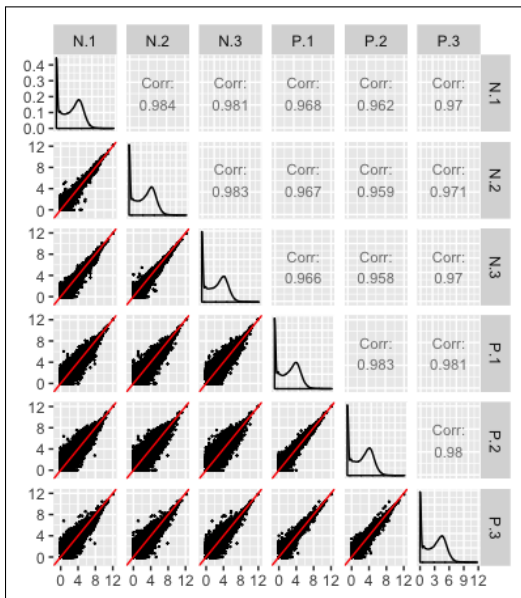 N.1 N.2 N.3 P.1 P.2 P.3
0.4
0.3
0.2
0.1
0.0
Corr:
0.984
Corr:
0.981
Corr:
0.968
Corr:
0.962
Corr:
0.97
N.1
12
8
4
0
Corr:
0.983
Corr:
0.967
Corr:
0.959
Corr:
0.971
N.2
12
8
4
0
Corr:
0.966
Corr:
0.958
Corr:
0.97
N.3
12
8
4
0
Corr:
0.983
Corr:
0.981
P.1
12
8
4
0
Corr:
0.98
P.2
12
8
4
0
P.3
0 4 8 12 0 4 8 12 0 4 8 12 0 4 8 12 0 4 8 12 0 3 6 9 12